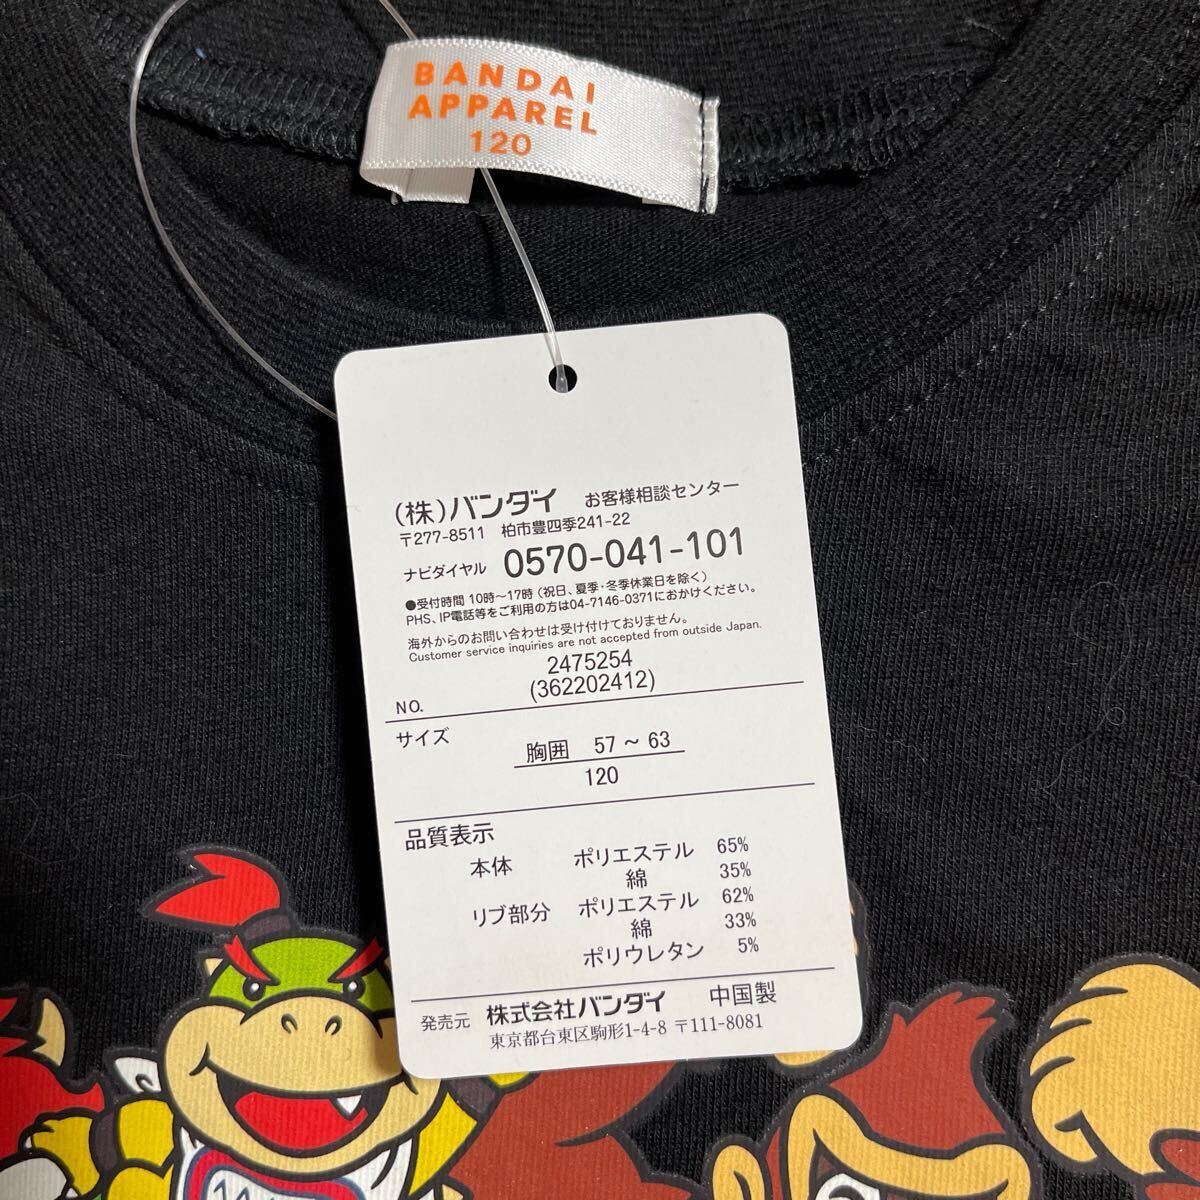 BANDAI
APPAREL
120
(株)バンダイ お客様相談センター
〒277-8511 柏市豊四季241-22
ナビダイヤル 0570-041-101
●受付時間 10時～17時 (祝日、夏季・冬季休業日を除く)
PHS、IP電話等をご利用の方は04-7146-0371におかけください。
海外からのお問い合わせは受け付けておりません。
Customer service inquiries are not accepted from outside Japan.
2475254
NO. (362202412)
サイズ 胸囲 57 ~ 63
120
品質表示
本体 ポリエステル 65%
綿 35%
リブ部分 ポリエステル 62%
綿 33%
ポリウレタン 5%
発売元 株式会社バンダイ 中国製
東京都台東区駒形1-4-8 〒111-8081